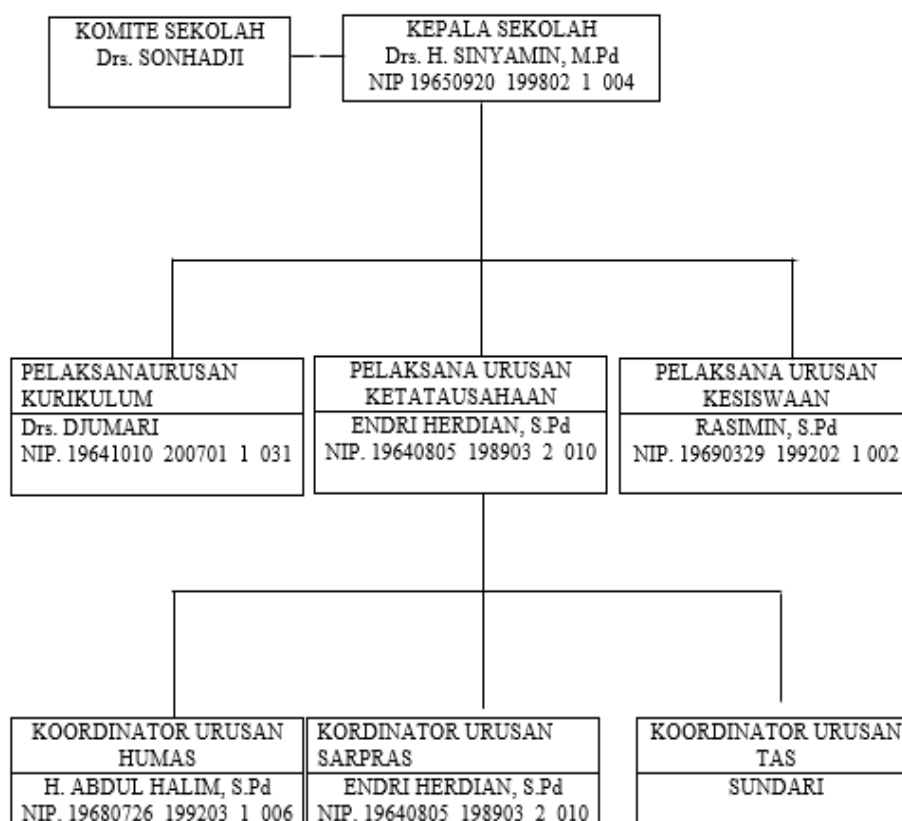 KOMITE SEKOLAH
Drs. SONHADJI
KEPALA SEKOLAH
Drs. H. SINYAMIN, M.Pd
NIP 19650920 199802 1 004
PELAKSANAURUSAN
KURIKULUM
Drs. DJUMARI
NIP. 19641010 200701 1 031
PELAKSANA URUSAN
KETATAUSAHAAN
ENDRI HERDIAN, S.Pd
NIP. 19640805 198903 2 010
PELAKSANA URUSAN
KESISWAAN
RASIMIN, S.Pd
NIP. 19690329 199202 1 002
KOORDINATOR URUSAN
HUMAS
H. ABDUL HALIM, S.Pd
NIP. 19680726 199203 1 006
KORDINATOR URUSAN
SARPRAS
ENDRI HERDIAN, S.Pd
NIP. 19640805 198903 2 010
KOORDINATOR URUSAN
TAS
SUNDARI